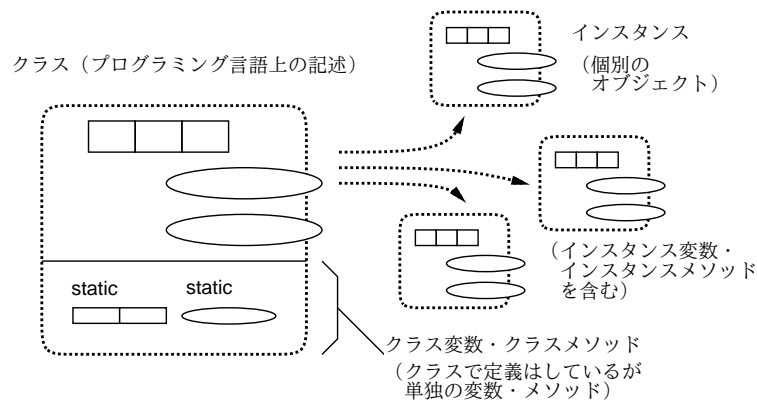 クラス（プログラミング言語上の記述）
インスタンス
（個別の
オブジェクト）
（インスタンス変数・
インスタンスメソッド
を含む）
static
static
クラス変数・クラスメソッド
（クラスで定義はしているが
単独の変数・メソッド）